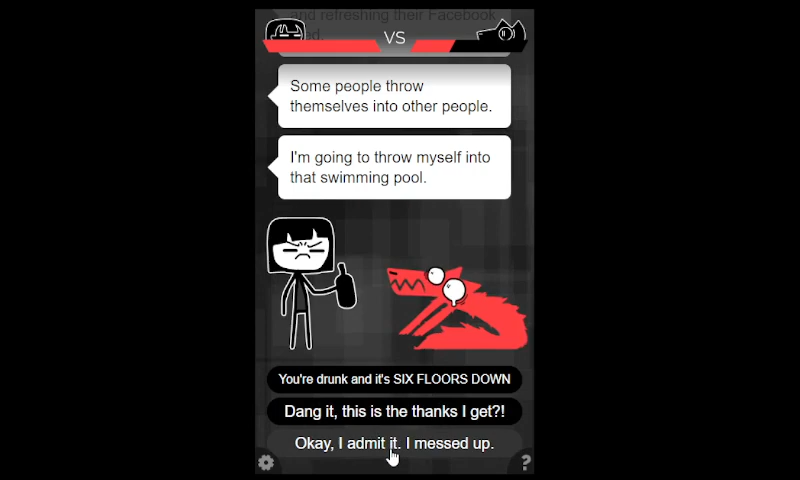 and refreshing their Facebook
VS
Some people throw
themselves into other people.
I'm going to throw myself into
that swimming pool.
You're drunk and it's SIX FLOORS DOWN
Dang it, this is the thanks I get?!
Okay, I admit it. I messed up.
?